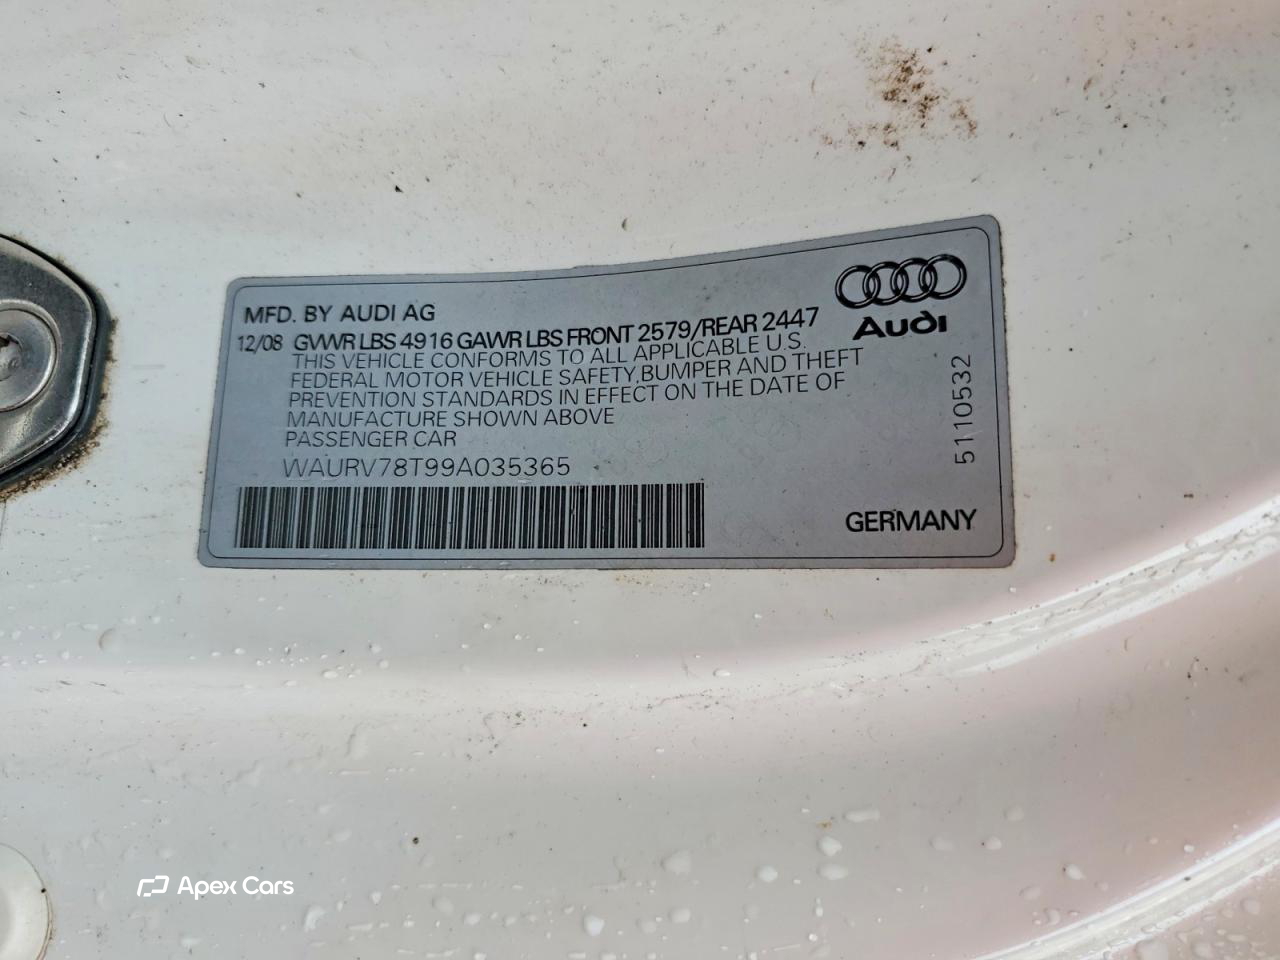 MFD. BY AUDI AG
12/08 GVWR LBS 4916 GAWR LBS FRONT 2579/REAR 2447
THIS VEHICLE CONFORMS TO ALL APPLICABLE U.S.
FEDERAL MOTOR VEHICLE SAFETY, BUMPER AND THEFT
PREVENTION STANDARDS IN EFFECT ON THE DATE OF
MANUFACTURE SHOWN ABOVE
PASSENGER CAR
WAURV78T99A035365
Audi
5110532
GERMANY
Apex Cars